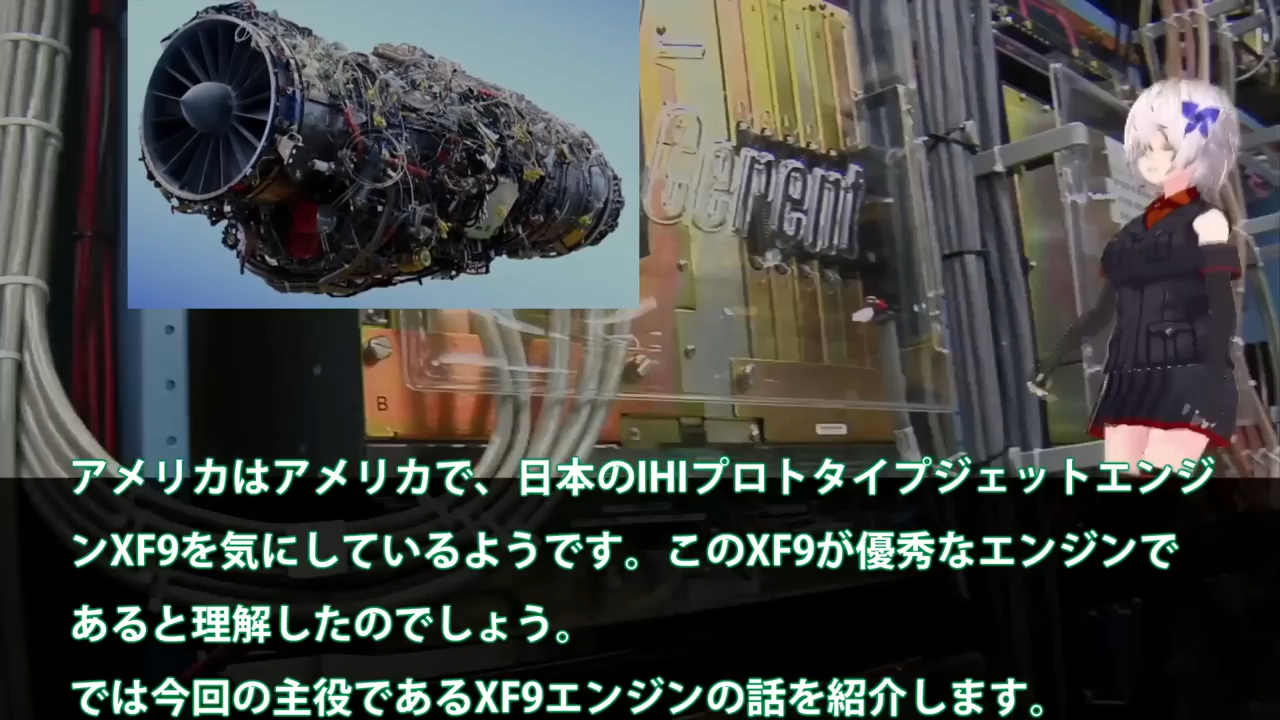 Cerent
B
アメリカはアメリカで、日本のIHIプロトタイプジェットエンジ
ンXF9を気にしているようです。このXF9が優秀なエンジンで
あると理解したのでしょう。
では今回の主役であるXF9エンジンの話を紹介します。